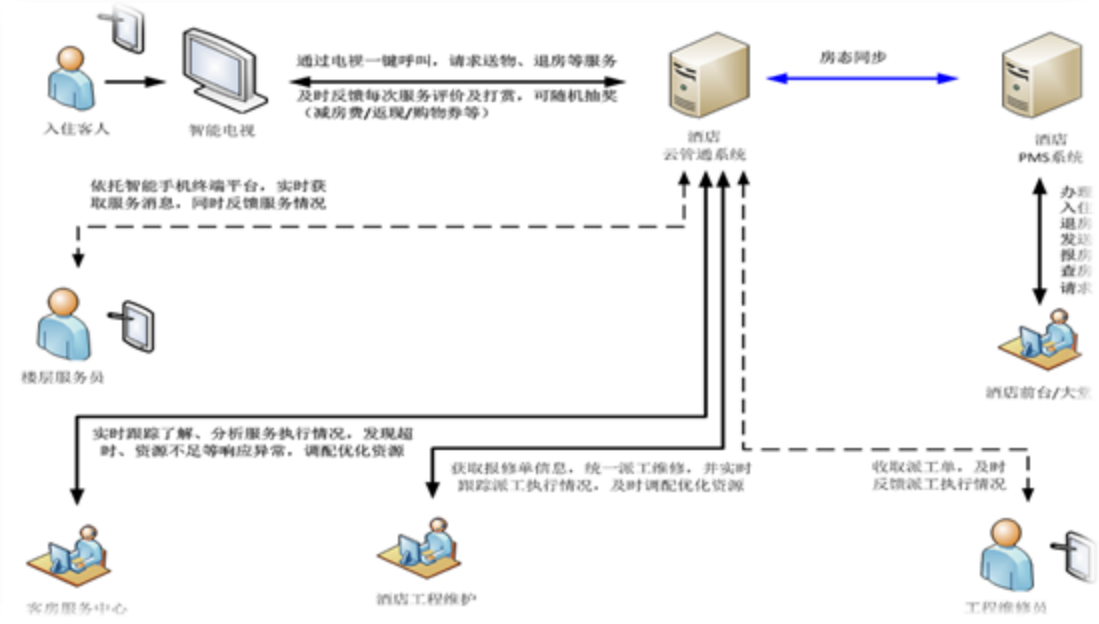 通过电视一键呼叫，请求送物、退房等服务
及时反馈每次服务评价及打赏，可随机抽奖
（减房费/返现/购物券等）
房态同步
入住客人
智能电视
酒店
云管通系统
酒店
PMS系统
依托智能手机终端平台，实时获
取服务消息，同时反馈服务情况
办理
入住
退房
发送
报房
查房
请求
楼层服务员
酒店前台/大堂
实时跟踪了解、分析服务执行情况，发现超
时、资源不足等响应异常，调配优化资源
获取报修单信息，统一派工维修，并实时
跟踪派工执行情况，及时调配优化资源
收取派工单，及时
反馈派工执行情况
客房服务中心
酒店工程维护
工程维修员